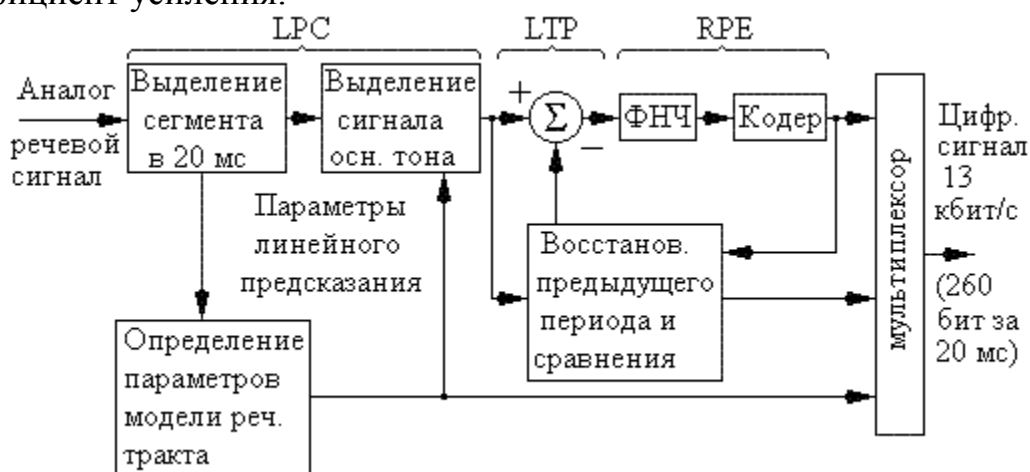 фициент усиления.
LPC
LTP
RPE
Аналог
речевой
сигнал
Выделение
сегмента
в 20 мс
Выделение
сигнала
осн. тона
+
Σ
−
ФНЧ
Кодер
мультиплексор
Цифр.
сигнал
13
кбит/с
(260
бит за
20 мс)
Параметры
линейного
предсказания
Восстанов.
предыдущего
периода и
сравнения
Определение
параметров
модели реч.
тракта